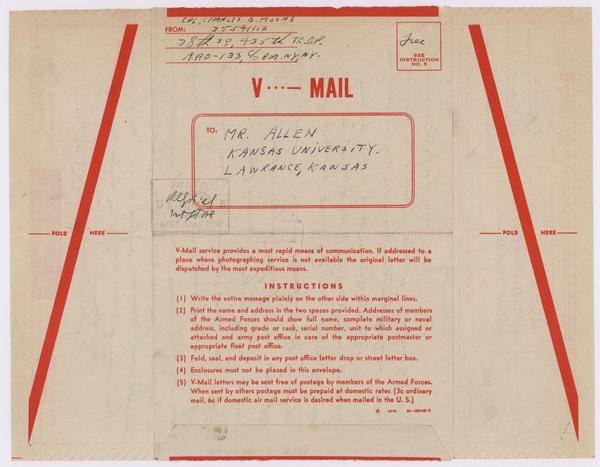 CPL. CHARLES B. MOORE
FROM: 35541112
78th 39, 435th T.C.GP.
APO-133, C/O P.M. N.Y., N.Y.
Free
SEE
INSTRUCTION
NO. 5
V···— MAIL
TO: MR. ALLEN
KANSAS UNIVERSITY.
LAWRANCE, KANSAS
FOLD HERE
FOLD HERE
V-Mail service provides a most rapid means of communication. If addressed to a
place where photographing service is not available the original letter will be
dispatched by the most expeditious means.
INSTRUCTIONS
(1) Write the entire message plainly on the other side within marginal lines.
(2) Print the name and address in the two spaces provided. Addresses of members
of the Armed Forces should show full name, complete military or naval
address, including grade or rank, serial number, unit to which assigned or
attached and army post office in care of the appropriate postmaster or
appropriate fleet post office.
(3) Fold, seal, and deposit in any post office letter drop or street letter box.
(4) Enclosures must not be placed in this envelope.
(5) V-Mail letters may be sent free of postage by members of the Armed Forces.
When sent by others postage must be prepaid at domestic rates (3c ordinary
mail, 6c if domestic air mail service is desired when mailed in the U. S.)
GPO